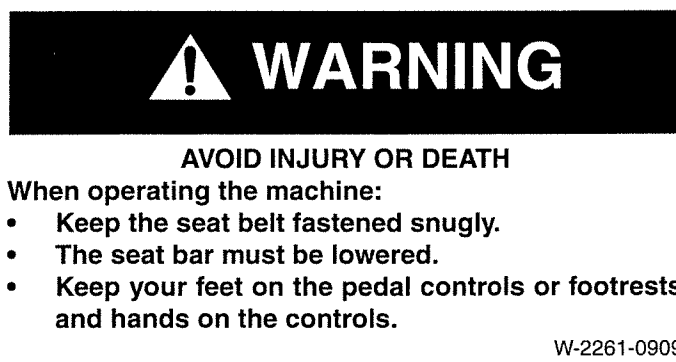 WARNING
AVOID INJURY OR DEATH
When operating the machine:
• Keep the seat belt fastened snugly.
• The seat bar must be lowered.
• Keep your feet on the pedal controls or footrests
and hands on the controls.
W-2261-0909